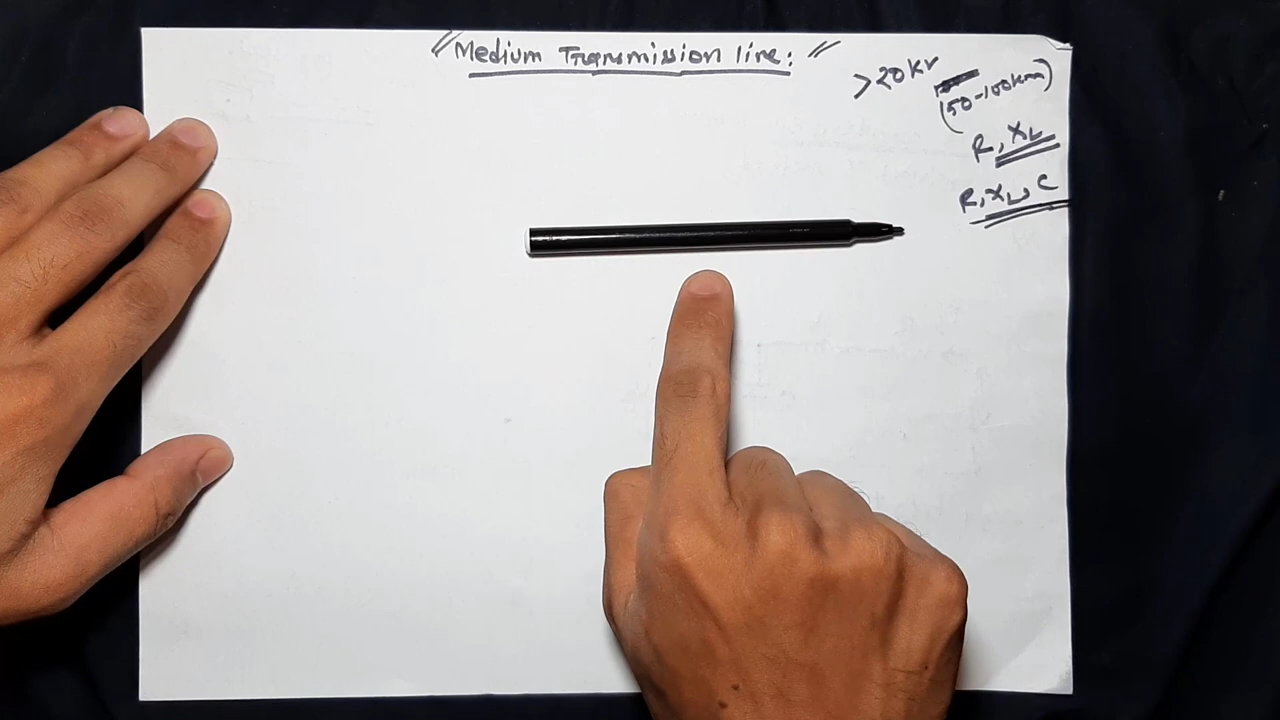 "Medium Transmission line:"
>20kV
(50-100km)
R, XL
R, XL, C